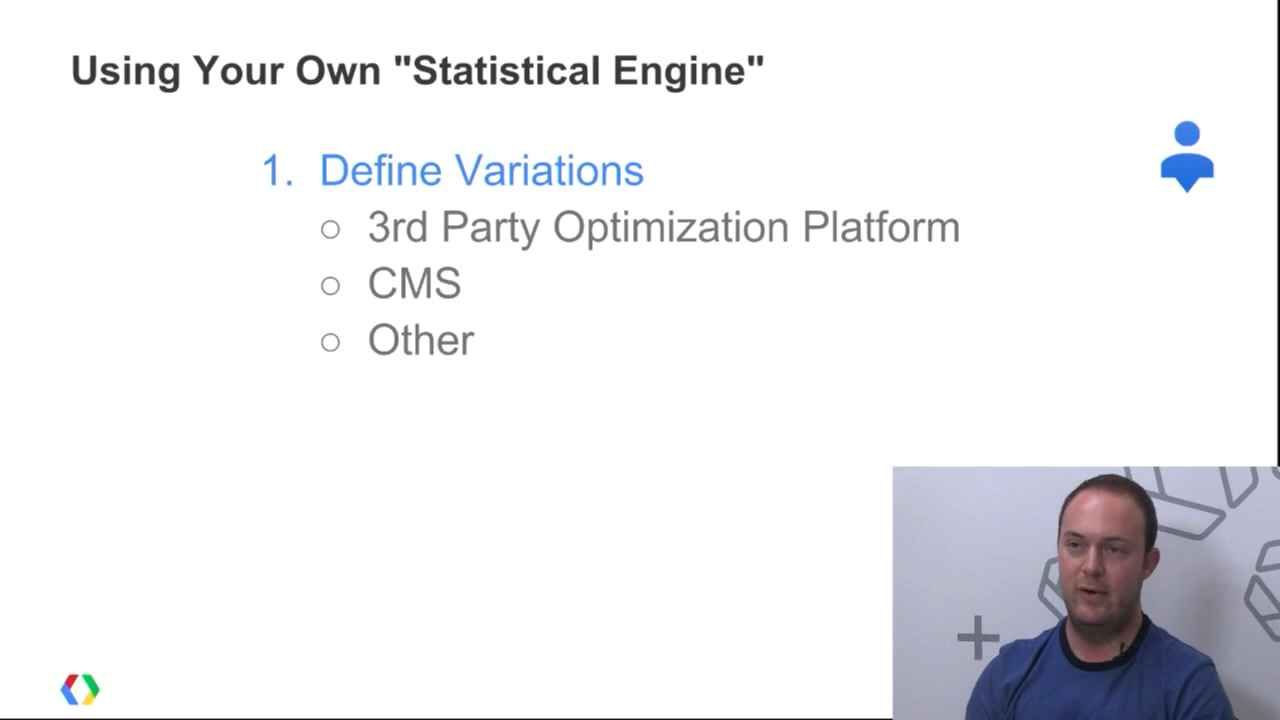 Using Your Own "Statistical Engine"
1. Define Variations
○ 3rd Party Optimization Platform
○ CMS
○ Other